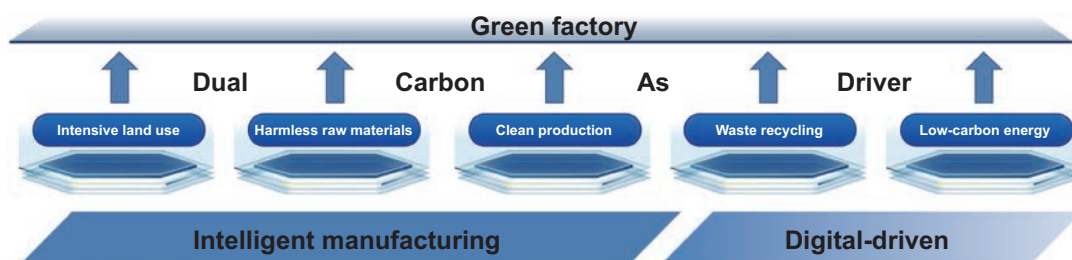 Green factory
Dual Carbon As Driver
Intensive land use Harmless raw materials Clean production Waste recycling Low-carbon energy
Intelligent manufacturing Digital-driven